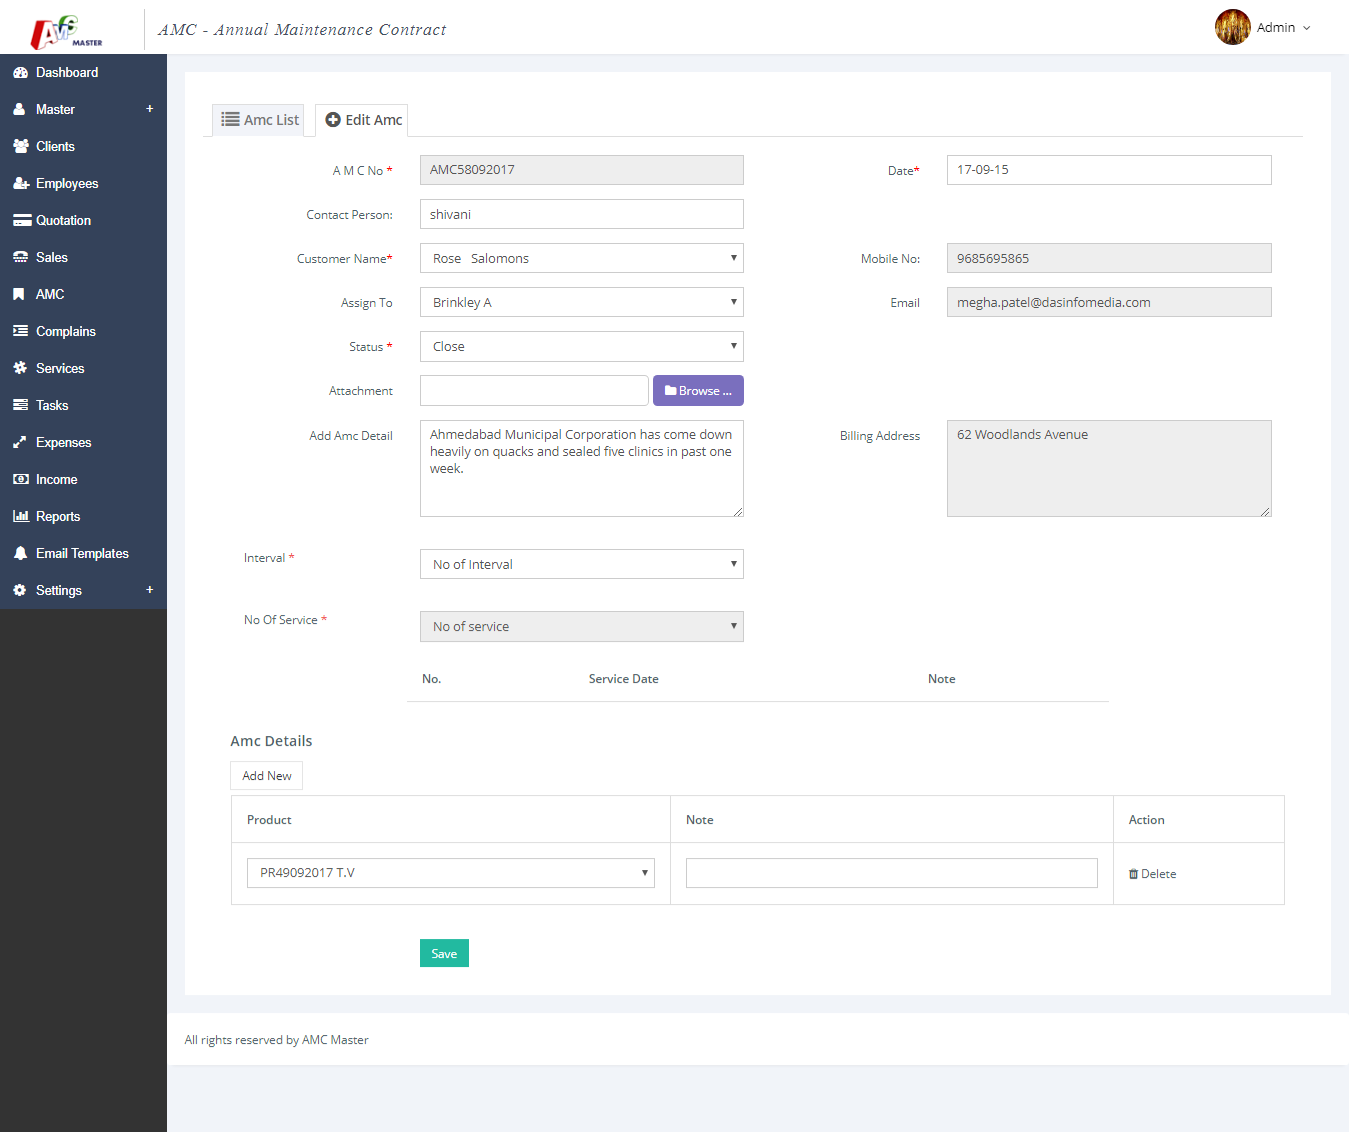 AMC MASTER
AMC - Annual Maintenance Contract
Admin
Dashboard
Master +
Clients
Employees
Quotation
Sales
AMC
Complains
Services
Tasks
Expenses
Income
Reports
Email Templates
Settings +
Amc List
Edit Amc
A M C No * AMC58092017
Date* 17-09-15
Contact Person: shivani
Customer Name* Rose Salomons
Mobile No: 9685695865
Assign To Brinkley A
Email megha.patel@dasinfomedia.com
Status * Close
Attachment Browse ...
Add Amc Detail
Ahmedabad Municipal Corporation has come down
heavily on quacks and sealed five clinics in past one
week.
Billing Address 62 Woodlands Avenue
Interval * No of Interval
No Of Service * No of service
No. Service Date Note
Amc Details
Add New
Product Note Action
PR49092017 T.V Delete
Save
All rights reserved by AMC Master